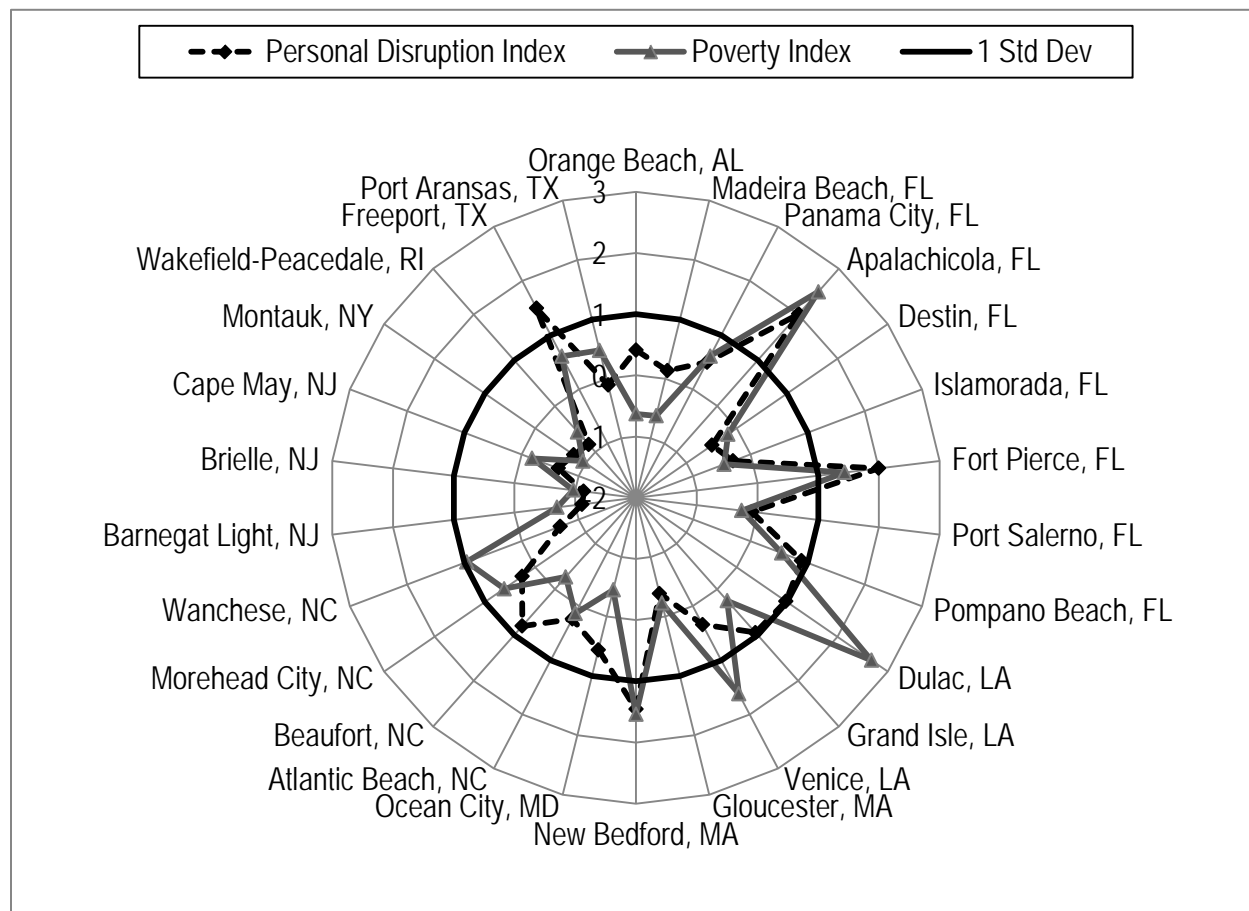 Personal Disruption Index
Poverty Index
1 Std Dev
Orange Beach, AL
Madeira Beach, FL
Panama City, FL
Apalachicola, FL
Destin, FL
Islamorada, FL
Fort Pierce, FL
Port Salerno, FL
Pompano Beach, FL
Dulac, LA
Grand Isle, LA
Venice, LA
Gloucester, MA
New Bedford, MA
Ocean City, MD
Atlantic Beach, NC
Beaufort, NC
Morehead City, NC
Wanchese, NC
Barnegat Light, NJ
Brielle, NJ
Cape May, NJ
Montauk, NY
Wakefield-Peacedale, RI
Freeport, TX
Port Aransas, TX
3
2
1
0
-1
-2